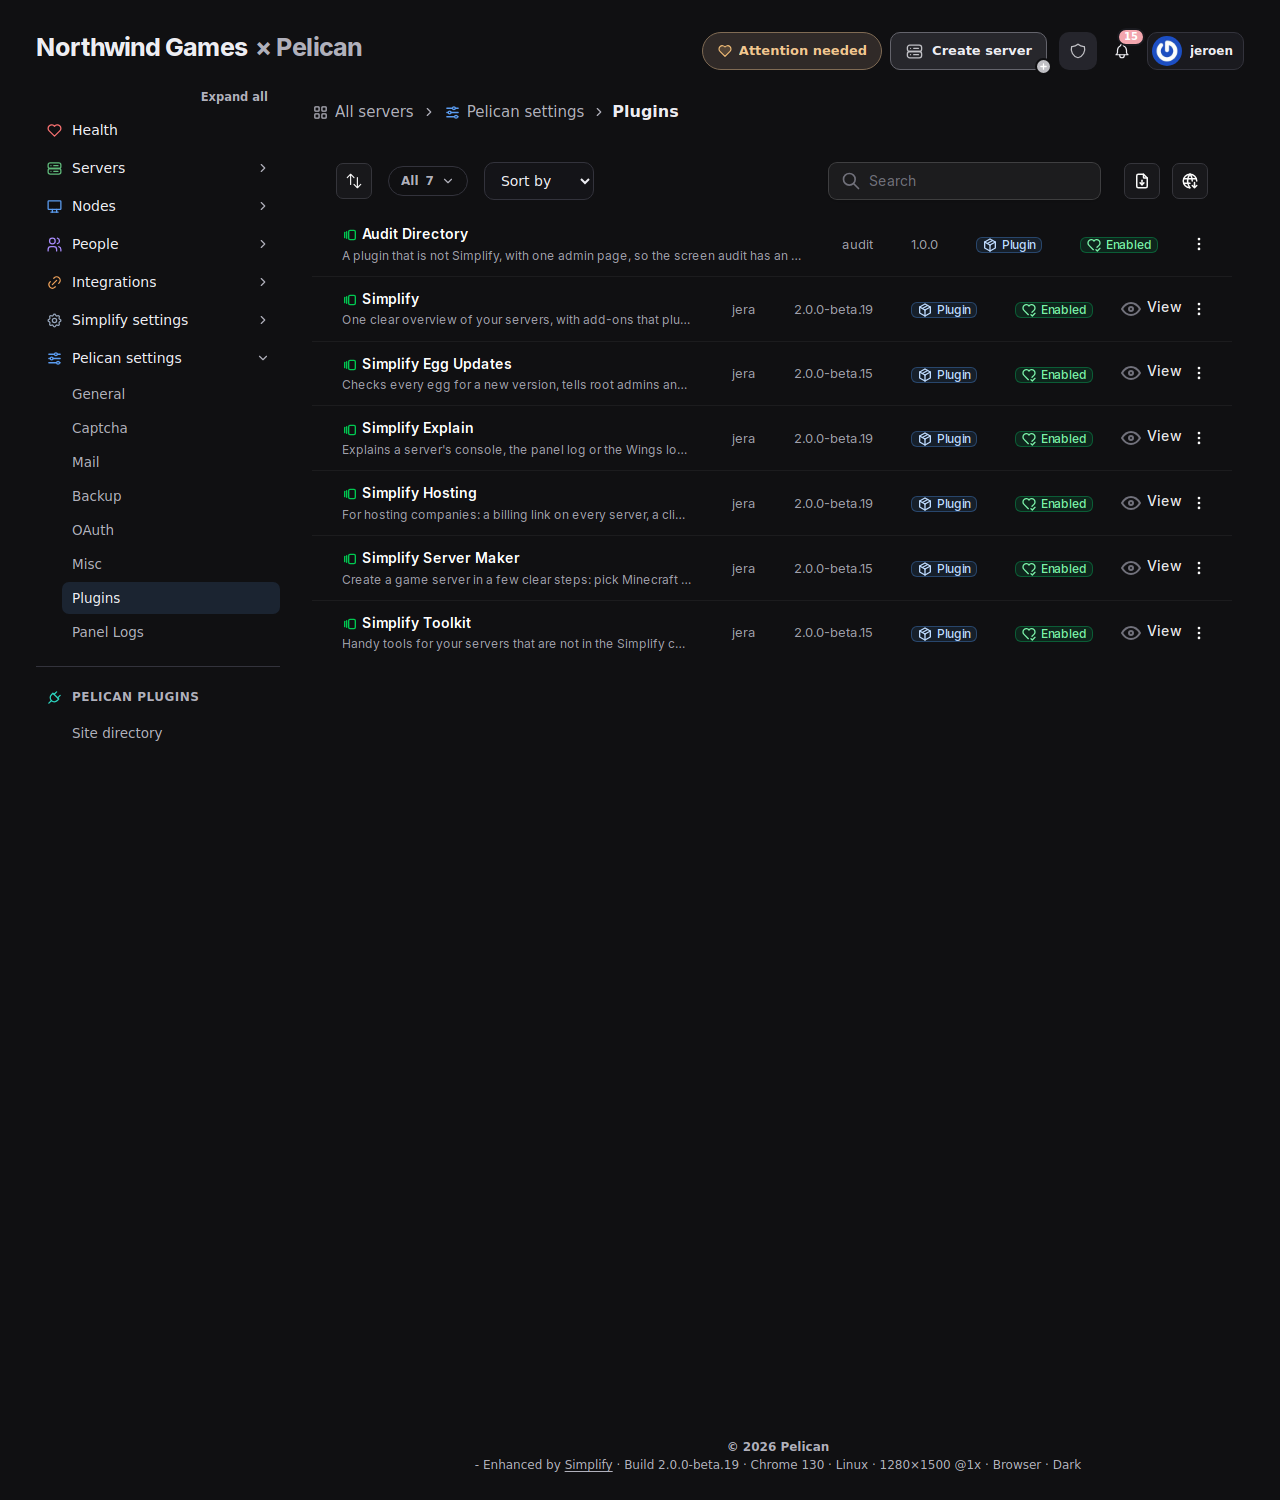 Northwind Games × Pelican
Attention needed
Create server
15
jeroen
Expand all
All servers
Pelican settings
Plugins
Health
Servers
Nodes
People
Integrations
Simplify settings
Pelican settings
General
Captcha
Mail
Backup
OAuth
Misc
Plugins
Panel Logs
PELICAN PLUGINS
Site directory
All 7
Sort by
Search
Audit Directory
A plugin that is not Simplify, with one admin page, so the screen audit has an ...
audit 1.0.0 Plugin Enabled
Simplify
One clear overview of your servers, with add-ons that plu...
jera 2.0.0-beta.19 Plugin Enabled View
Simplify Egg Updates
Checks every egg for a new version, tells root admins an...
jera 2.0.0-beta.15 Plugin Enabled View
Simplify Explain
Explains a server's console, the panel log or the Wings lo...
jera 2.0.0-beta.19 Plugin Enabled View
Simplify Hosting
For hosting companies: a billing link on every server, a cli...
jera 2.0.0-beta.19 Plugin Enabled View
Simplify Server Maker
Create a game server in a few clear steps: pick Minecraft ...
jera 2.0.0-beta.15 Plugin Enabled View
Simplify Toolkit
Handy tools for your servers that are not in the Simplify c...
jera 2.0.0-beta.15 Plugin Enabled View
© 2026 Pelican
- Enhanced by Simplify · Build 2.0.0-beta.19 · Chrome 130 · Linux · 1280×1500 @1x · Browser · Dark